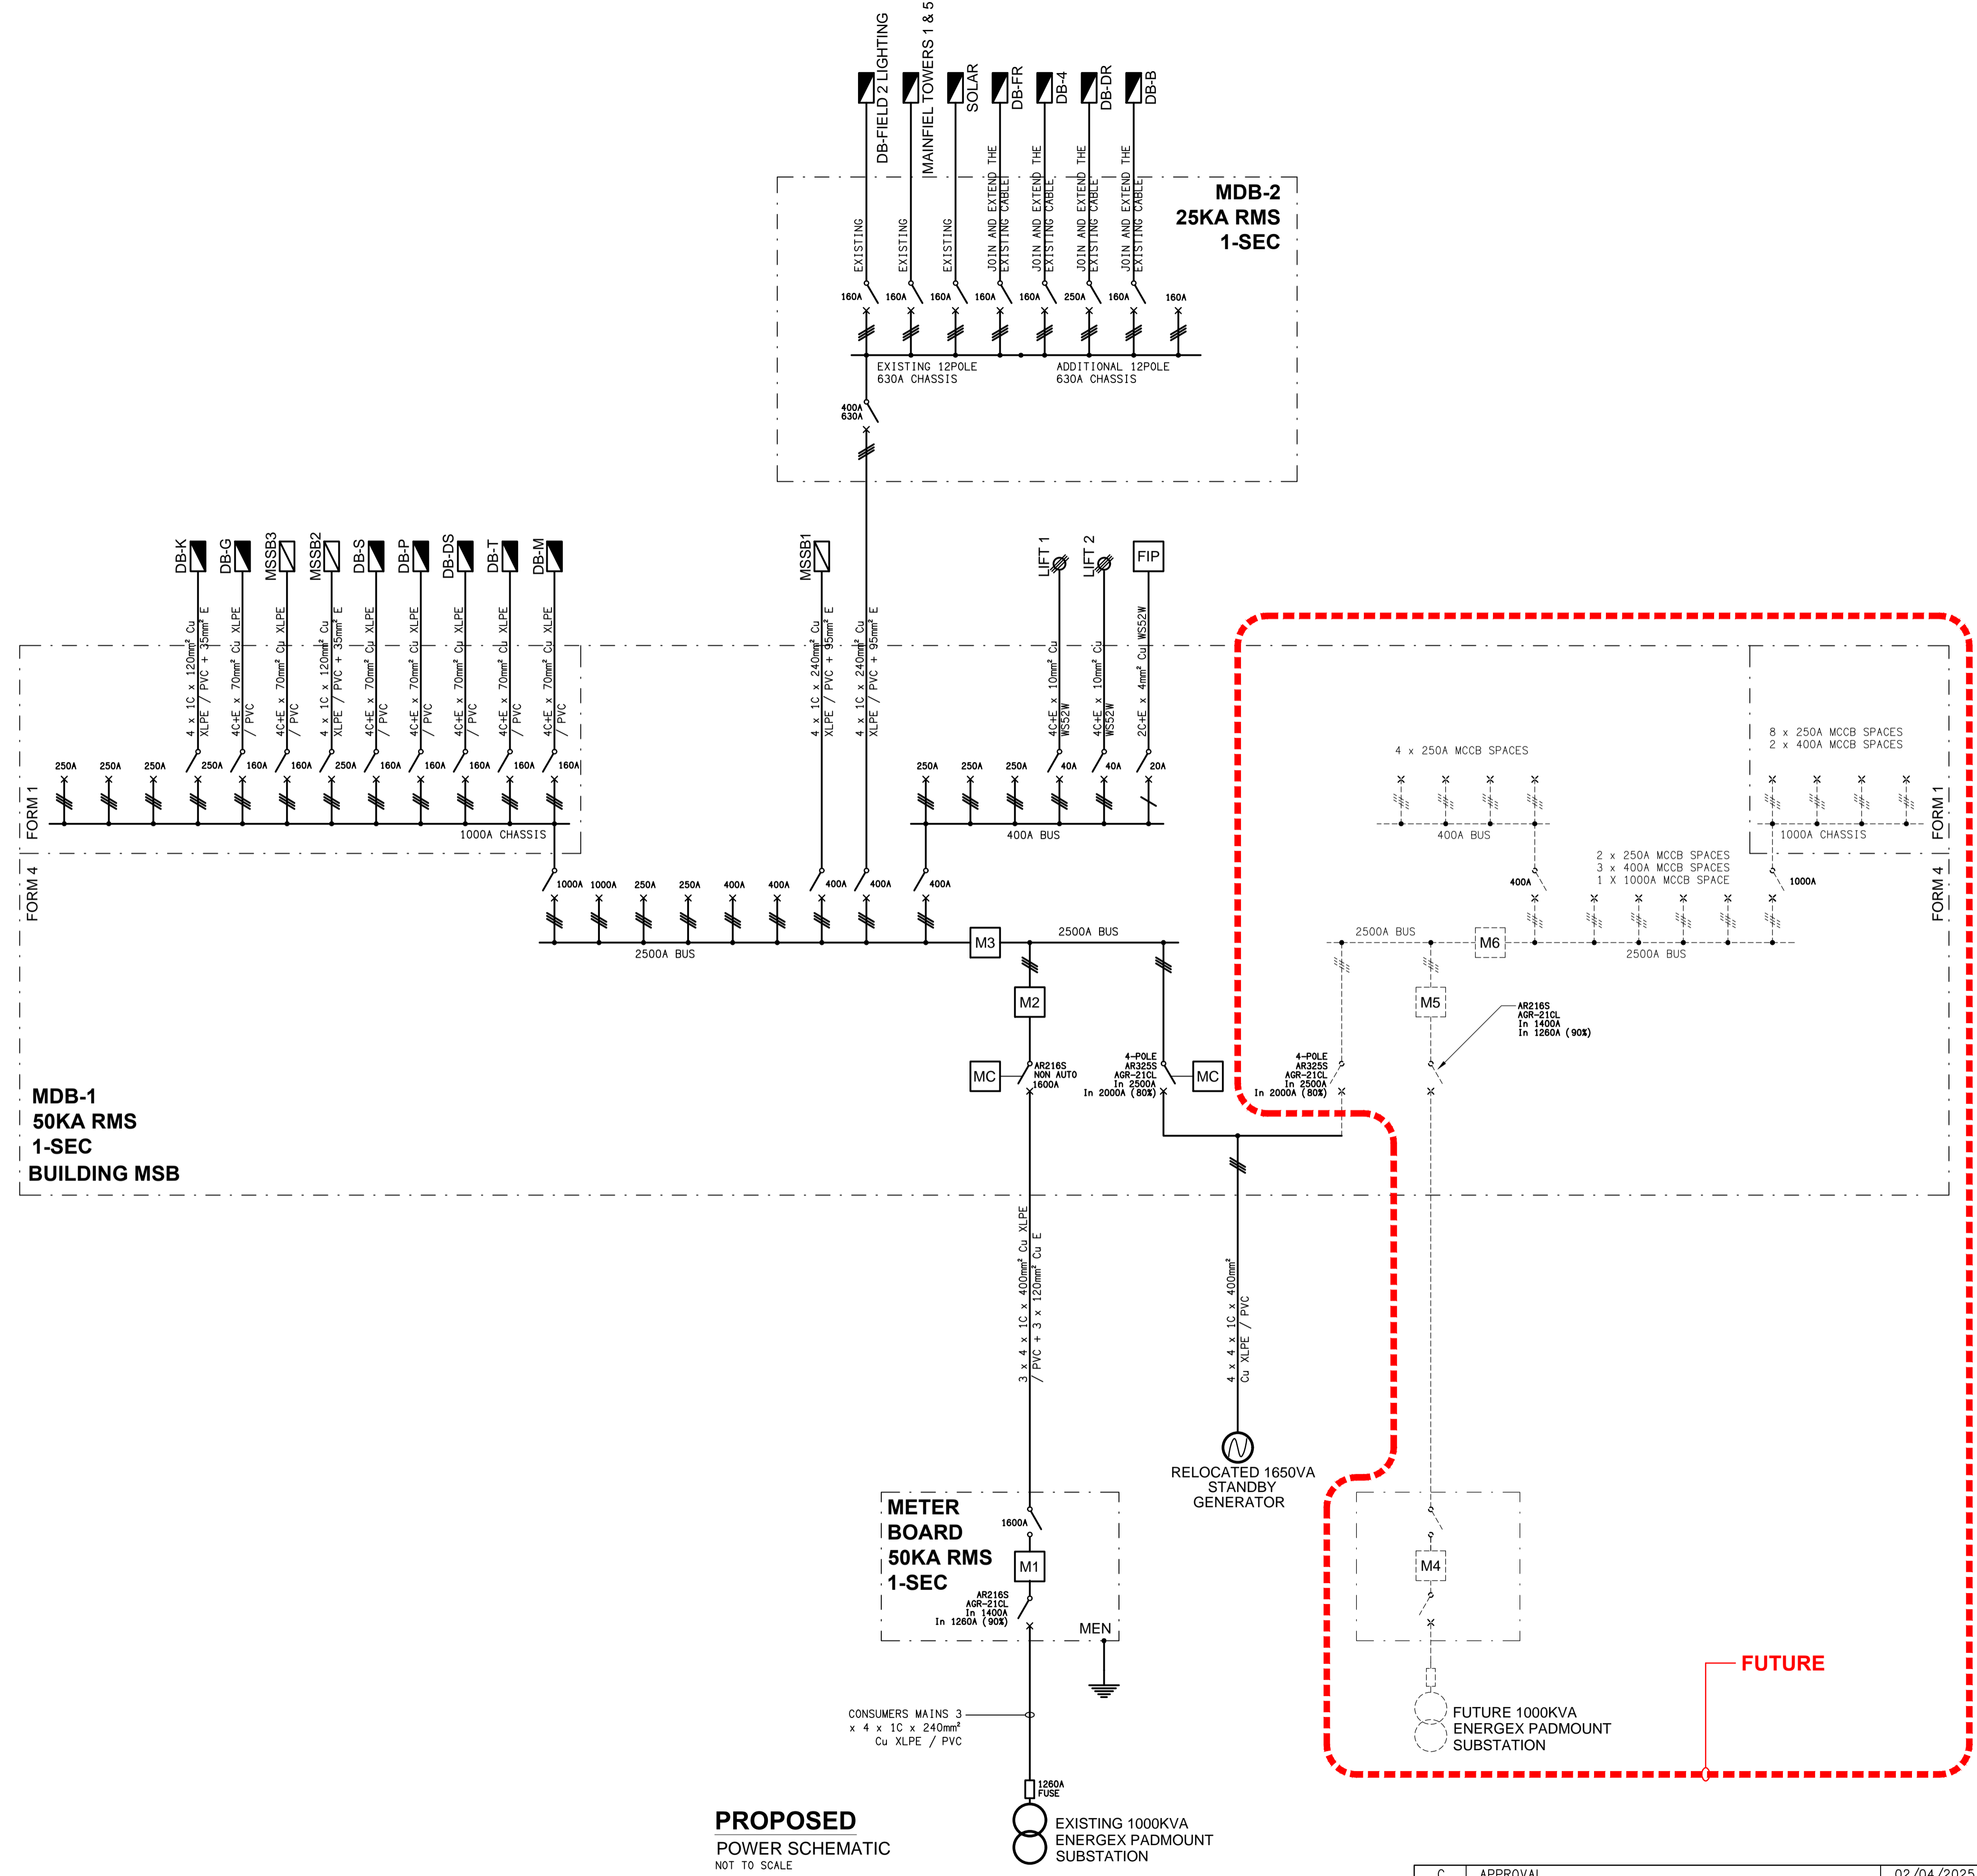 DB-FIELD 2 LIGHTING
MAINFIEL TOWERS 1 & 5
SOLAR
DB-FR
DB-4
DB-DR
DB-B
EXISTING
EXISTING
EXISTING
JOIN AND EXTEND THE
EXISTING CABLE
JOIN AND EXTEND THE
EXISTING CABLE
JOIN AND EXTEND THE
EXISTING CABLE
JOIN AND EXTEND THE
EXISTING CABLE
MDB-2
25KA RMS
1-SEC
160A 160A 160A 160A 160A 250A 160A 160A
EXISTING 12POLE
630A CHASSIS
ADDITIONAL 12POLE
630A CHASSIS
400A
630A
DB-K
DB-G
MSSB3
MSSB2
DB-S
DB-P
DB-DS
DB-T
DB-M
MSSB1
LIFT 1
LIFT 2
FIP
4 x 1C x 120mm² Cu
XLPE / PVC + 35mm² E
4C+E x 70mm² Cu XLPE
/ PVC
4C+E x 70mm² Cu XLPE
/ PVC
4 x 1C x 120mm² Cu
XLPE / PVC + 35mm² E
4C+E x 70mm² Cu XLPE
/ PVC
4C+E x 70mm² Cu XLPE
/ PVC
4C+E x 70mm² Cu XLPE
/ PVC
4C+E x 70mm² Cu XLPE
/ PVC
4C+E x 70mm² Cu XLPE
/ PVC
4 x 1C x 240mm² Cu
XLPE / PVC + 95mm² E
4 x 1C x 240mm² Cu
XLPE / PVC + 95mm² E
4C+E x 10mm² Cu
WS52W
4C+E x 10mm² Cu
WS52W
2C+E x 4mm² Cu WS52W
250A 250A 250A 250A 160A 160A 250A 160A 160A 160A 160A 160A
250A 250A 250A 40A 40A 20A
FORM 1
1000A CHASSIS
400A BUS
FORM 4
1000A 1000A 250A 250A 400A 400A 400A 400A 400A
2500A BUS
M3
2500A BUS
M2
MC
AR216S
NON AUTO
1600A
4-POLE
AR325S
AGR-21CL
In 2500A
In 2000A (80%)
MC
4 x 250A MCCB SPACES
400A BUS
8 x 250A MCCB SPACES
2 x 400A MCCB SPACES
1000A CHASSIS
FORM 1
FORM 4
2 x 250A MCCB SPACES
3 x 400A MCCB SPACES
1 X 1000A MCCB SPACE
400A
1000A
2500A BUS
M6
2500A BUS
M5
AR216S
AGR-21CL
In 1400A
In 1260A (90%)
4-POLE
AR325S
AGR-21CL
In 2500A
In 2000A (80%)
MDB-1
50KA RMS
1-SEC
BUILDING MSB
3 x 4 x 1C x 400mm² Cu XLPE
/ PVC + 3 x 120mm² Cu E
4 x 4 x 1C x 400mm²
Cu XLPE / PVC
RELOCATED 1650VA
STANDBY
GENERATOR
METER
BOARD
50KA RMS
1-SEC
1600A
M1
AR216S
AGR-21CL
In 1400A
In 1260A (90%)
MEN
M4
FUTURE
CONSUMERS MAINS 3
x 4 x 1C x 240mm²
Cu XLPE / PVC
FUTURE 1000KVA
ENERGEX PADMOUNT
SUBSTATION
1260A
FUSE
EXISTING 1000KVA
ENERGEX PADMOUNT
SUBSTATION
PROPOSED
POWER SCHEMATIC
NOT TO SCALE
C APPROVAL 02/04/2025